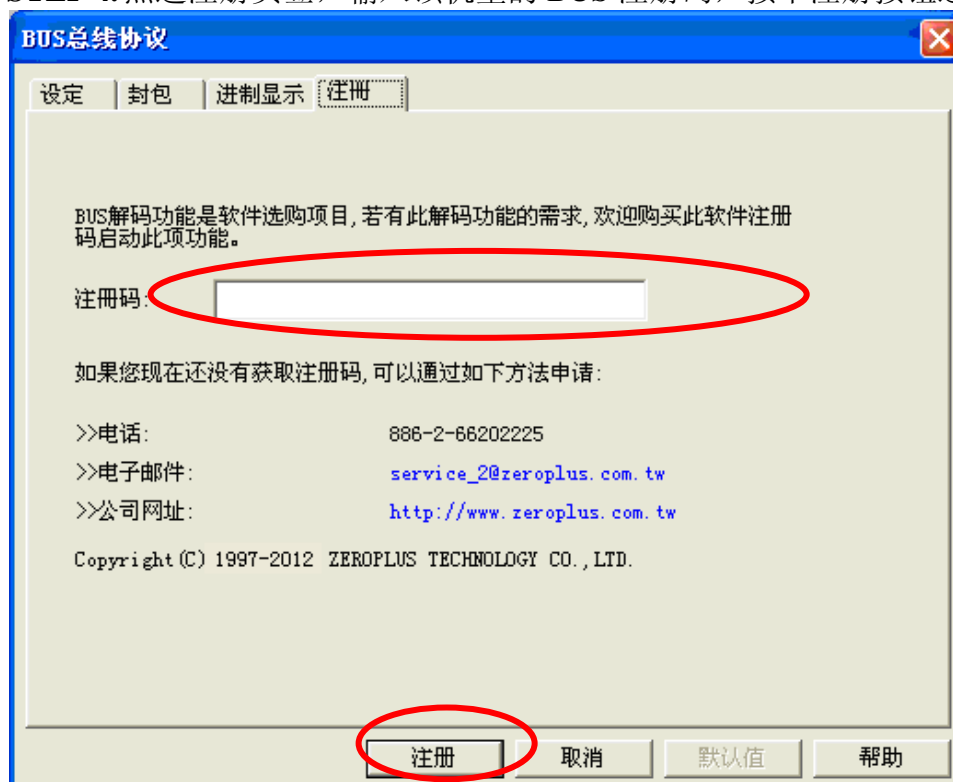 BUS总线协议
设定 封包 进制显示 注册
BUS解码功能是软件选购项目,若有此解码功能的需求,欢迎购买此软件注册
码启动此项功能。
注册码:
如果您现在还没有获取注册码,可以通过如下方法申请:
>>电话: 886-2-66202225
>>电子邮件: service_2@zeroplus.com.tw
>>公司网址: http://www.zeroplus.com.tw
Copyright(C) 1997-2012 ZEROPLUS TECHNOLOGY CO.,LTD.
注册 取消 默认值 帮助